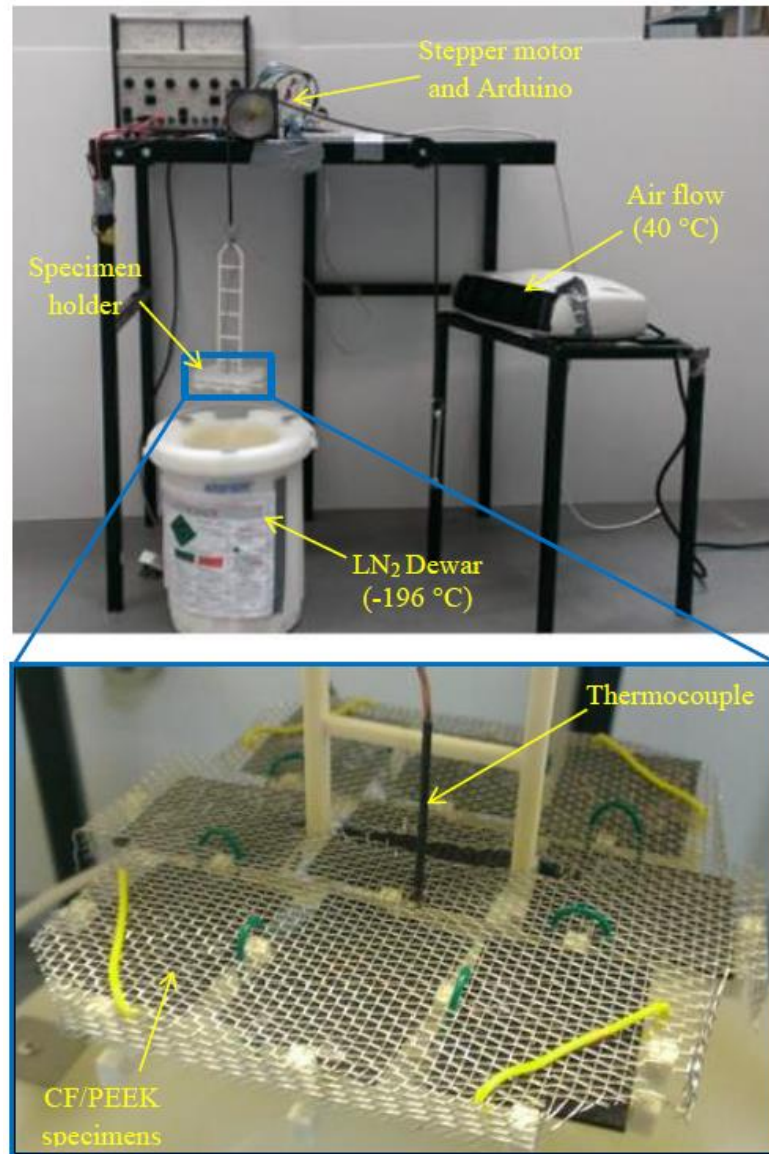 Stepper motor
and Arduino
Air flow
(40 °C)
Specimen
holder
LN₂ Dewar
(-196 °C)
Thermocouple
CF/PEEK
specimens